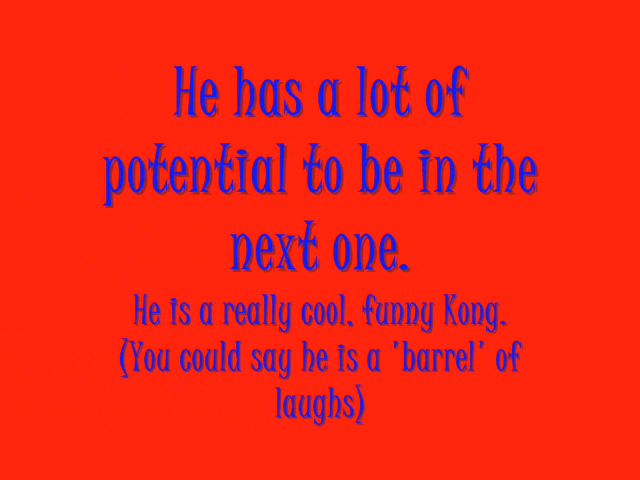 He has a lot of
potential to be in the
next one.
He is a really cool, funny Kong.
(You could say he is a 'barrel' of
laughs)